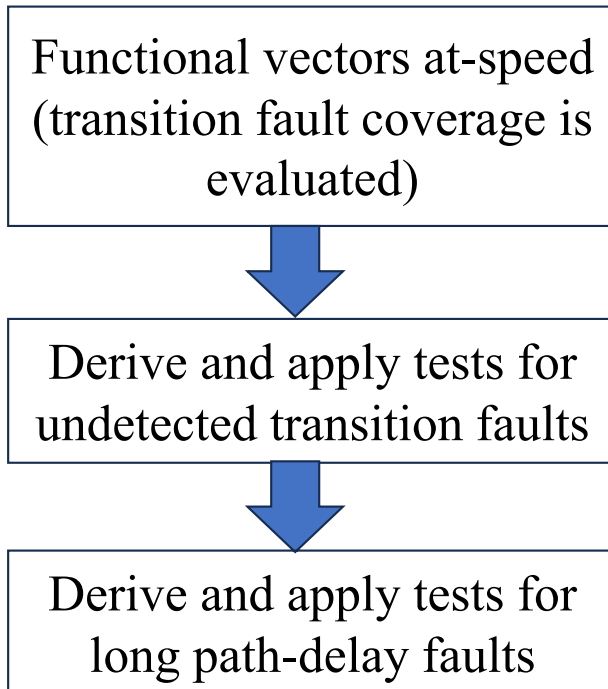 Functional vectors at-speed
(transition fault coverage is
evaluated)
Derive and apply tests for
undetected transition faults
Derive and apply tests for
long path-delay faults